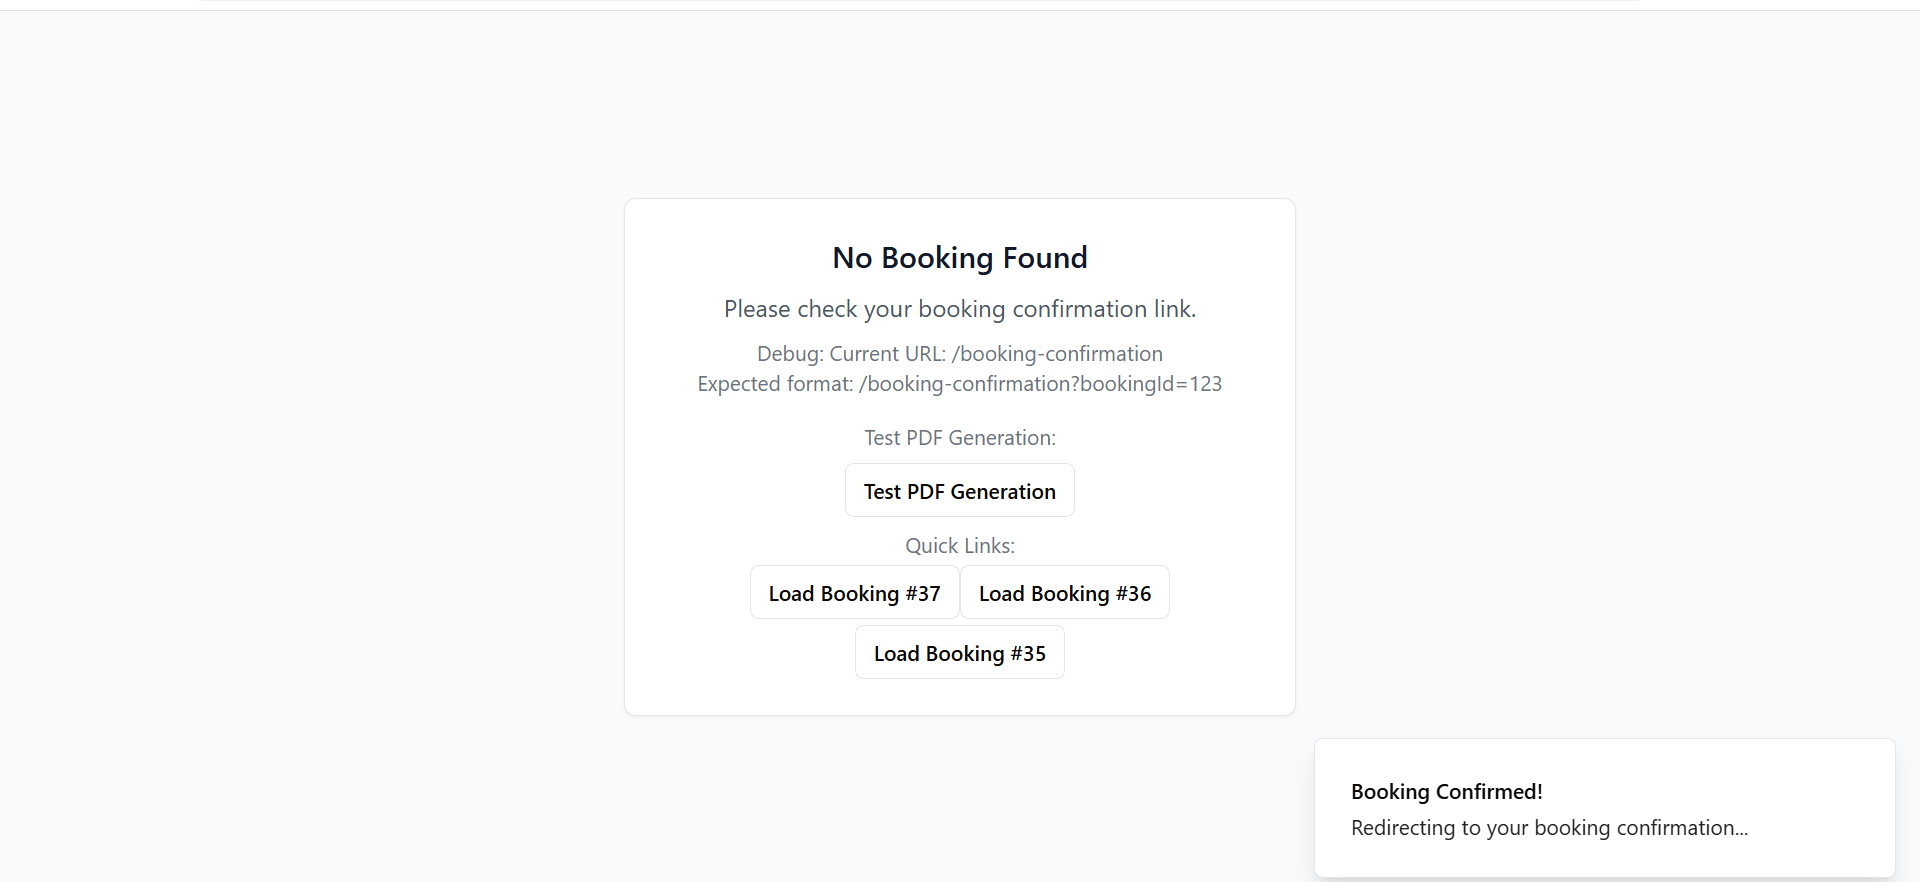 No Booking Found
Please check your booking confirmation link.
Debug: Current URL: /booking-confirmation
Expected format: /booking-confirmation?bookingId=123
Test PDF Generation:
Test PDF Generation
Quick Links:
Load Booking #37 Load Booking #36
Load Booking #35
Booking Confirmed!
Redirecting to your booking confirmation...